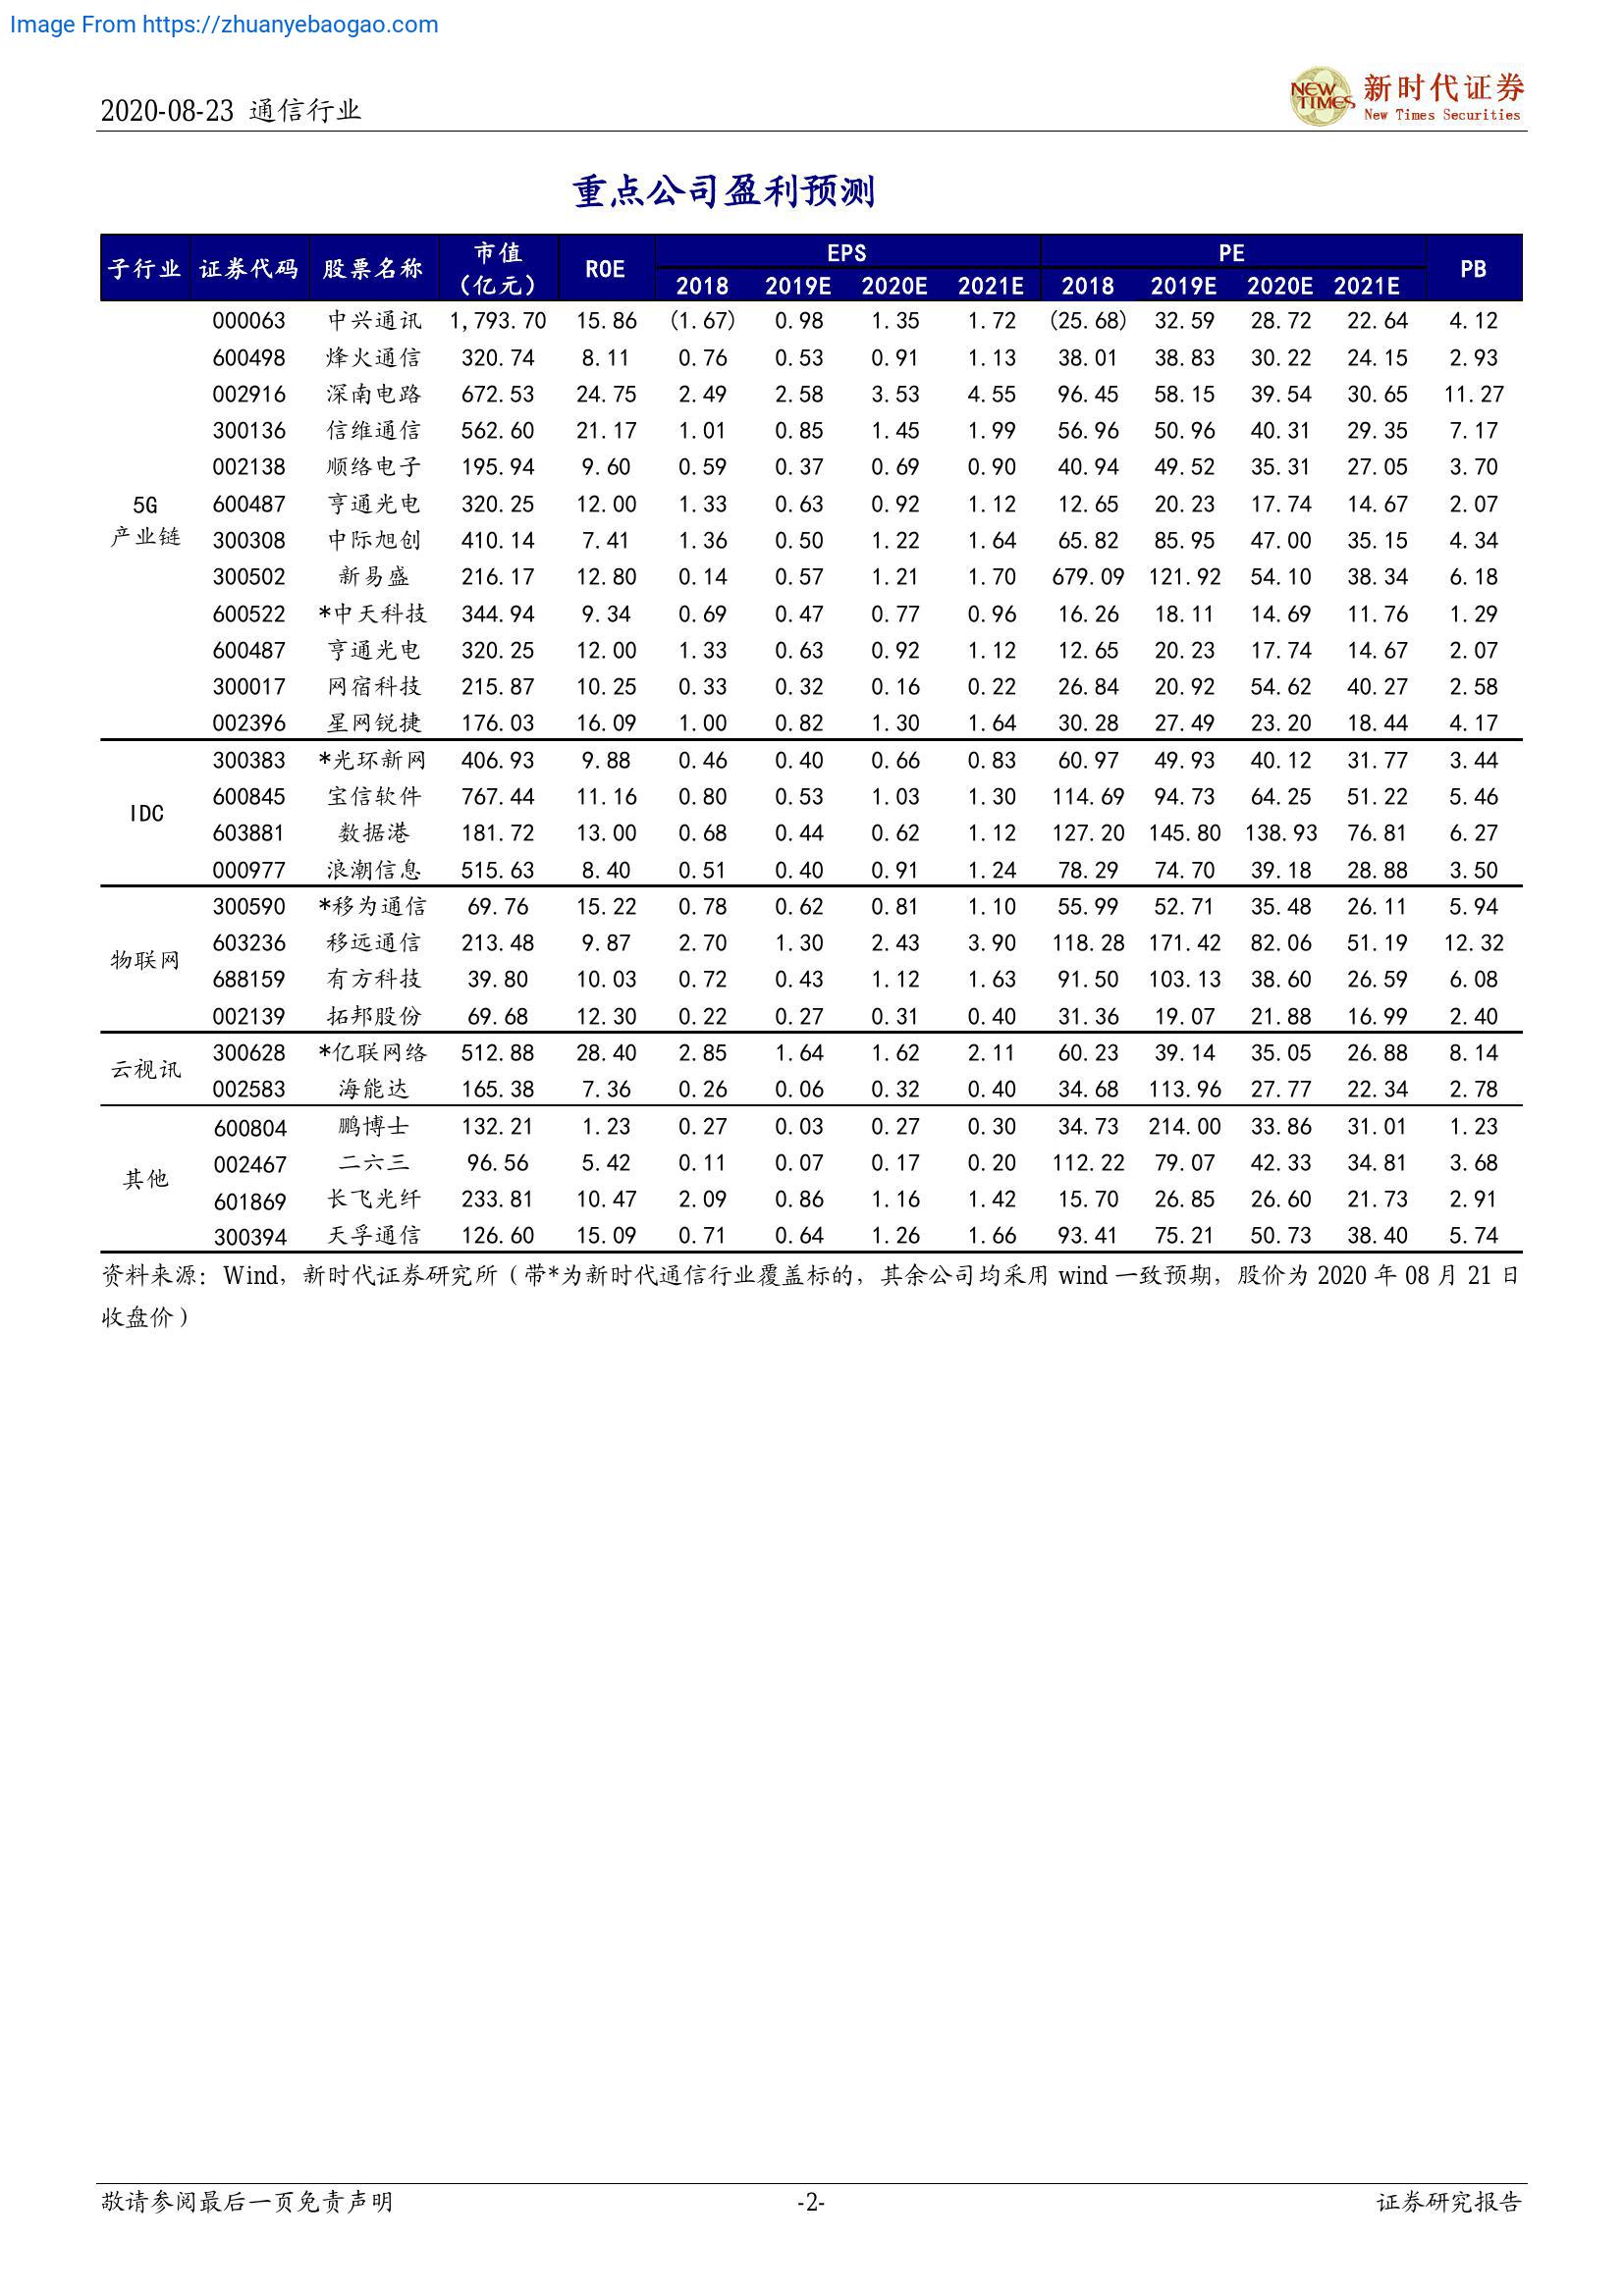 Image From https://zhuanyebaogao.com
2020-08-23 通信行业
NEW TIMES
新时代证券
New Times Securities
重点公司盈利预测
子行业 证券代码 股票名称 市值（亿元） ROE EPS PE PB
2018 2019E 2020E 2021E 2018 2019E 2020E 2021E
5G
产业链
000063 中兴通讯 1,793.70 15.86 (1.67) 0.98 1.35 1.72 (25.68) 32.59 28.72 22.64 4.12
600498 烽火通信 320.74 8.11 0.76 0.53 0.91 1.13 38.01 38.83 30.22 24.15 2.93
002916 深南电路 672.53 24.75 2.49 2.58 3.53 4.55 96.45 58.15 39.54 30.65 11.27
300136 信维通信 562.60 21.17 1.01 0.85 1.45 1.99 56.96 50.96 40.31 29.35 7.17
002138 顺络电子 195.94 9.60 0.59 0.37 0.69 0.90 40.94 49.52 35.31 27.05 3.70
600487 亨通光电 320.25 12.00 1.33 0.63 0.92 1.12 12.65 20.23 17.74 14.67 2.07
300308 中际旭创 410.14 7.41 1.36 0.50 1.22 1.64 65.82 85.95 47.00 35.15 4.34
300502 新易盛 216.17 12.80 0.14 0.57 1.21 1.70 679.09 121.92 54.10 38.34 6.18
600522 *中天科技 344.94 9.34 0.69 0.47 0.77 0.96 16.26 18.11 14.69 11.76 1.29
600487 亨通光电 320.25 12.00 1.33 0.63 0.92 1.12 12.65 20.23 17.74 14.67 2.07
300017 网宿科技 215.87 10.25 0.33 0.32 0.16 0.22 26.84 20.92 54.62 40.27 2.58
002396 星网锐捷 176.03 16.09 1.00 0.82 1.30 1.64 30.28 27.49 23.20 18.44 4.17
IDC
300383 *光环新网 406.93 9.88 0.46 0.40 0.66 0.83 60.97 49.93 40.12 31.77 3.44
600845 宝信软件 767.44 11.16 0.80 0.53 1.03 1.30 114.69 94.73 64.25 51.22 5.46
603881 数据港 181.72 13.00 0.68 0.44 0.62 1.12 127.20 145.80 138.93 76.81 6.27
000977 浪潮信息 515.63 8.40 0.51 0.40 0.91 1.24 78.29 74.70 39.18 28.88 3.50
物联网
300590 *移为通信 69.76 15.22 0.78 0.62 0.81 1.10 55.99 52.71 35.48 26.11 5.94
603236 移远通信 213.48 9.87 2.70 1.30 2.43 3.90 118.28 171.42 82.06 51.19 12.32
688159 有方科技 39.80 10.03 0.72 0.43 1.12 1.63 91.50 103.13 38.60 26.59 6.08
002139 拓邦股份 69.68 12.30 0.22 0.27 0.31 0.40 31.36 19.07 21.88 16.99 2.40
云视讯
300628 *亿联网络 512.88 28.40 2.85 1.64 1.62 2.11 60.23 39.14 35.05 26.88 8.14
002583 海能达 165.38 7.36 0.26 0.06 0.32 0.40 34.68 113.96 27.77 22.34 2.78
其他
600804 鹏博士 132.21 1.23 0.27 0.03 0.27 0.30 34.73 214.00 33.86 31.01 1.23
002467 二六三 96.56 5.42 0.11 0.07 0.17 0.20 112.22 79.07 42.33 34.81 3.68
601869 长飞光纤 233.81 10.47 2.09 0.86 1.16 1.42 15.70 26.85 26.60 21.73 2.91
300394 天孚通信 126.60 15.09 0.71 0.64 1.26 1.66 93.41 75.21 50.73 38.40 5.74
资料来源：Wind，新时代证券研究所（带*为新时代通信行业覆盖标的，其余公司均采用 wind 一致预期，股价为 2020 年 08 月 21 日
收盘价）
敬请参阅最后一页免责声明 -2- 证券研究报告